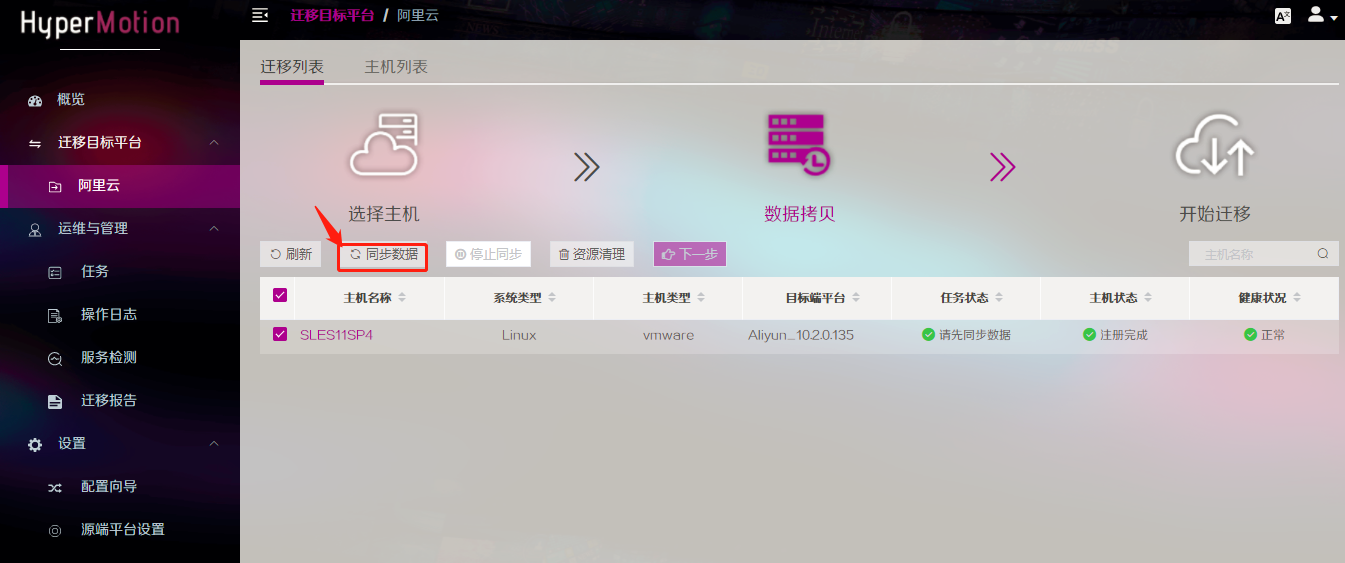 HyperMotion
迁移目标平台 / 阿里云
概览
迁移目标平台
阿里云
运维与管理
任务
操作日志
服务检测
迁移报告
设置
配置向导
源端平台设置
迁移列表 主机列表
选择主机 数据拷贝 开始迁移
刷新 同步数据 停止同步 资源清理 下一步 主机名称
主机名称 系统类型 主机类型 目标端平台 任务状态 主机状态 健康状况
SLES11SP4 Linux vmware Aliyun_10.2.0.135 请先同步数据 注册完成 正常